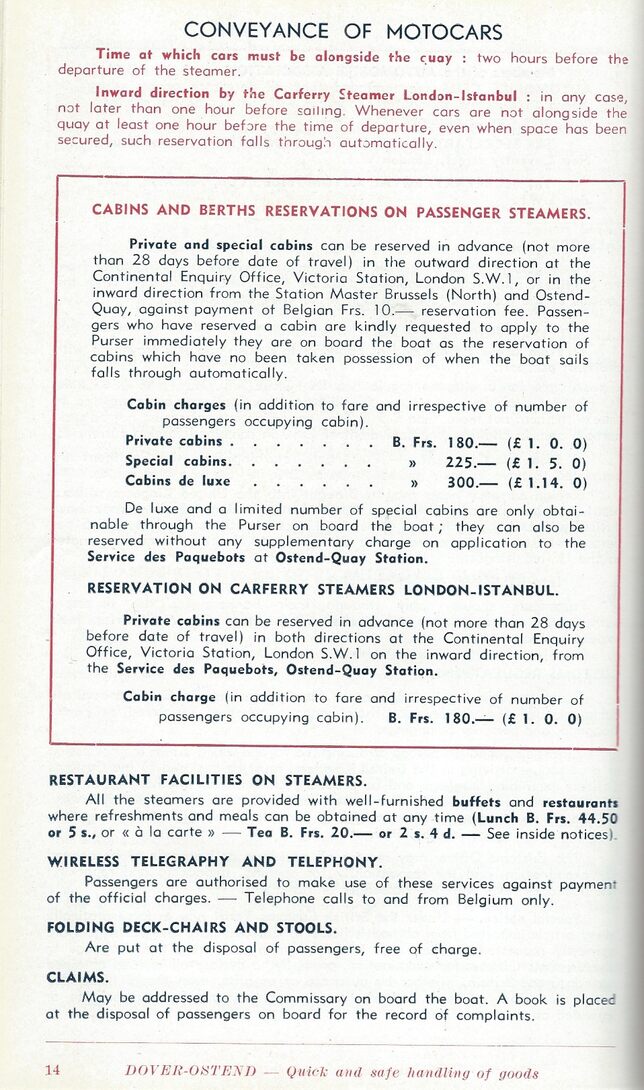 CONVEYANCE OF MOTOCARS
Time at which cars must be alongside the quay : two hours before the
departure of the steamer.
Inward direction by the Carferry Steamer London-Istanbul : in any case,
not later than one hour before sailing. Whenever cars are not alongside the
quay at least one hour before the time of departure, even when space has been
secured, such reservation falls through automatically.
CABINS AND BERTHS RESERVATIONS ON PASSENGER STEAMERS.
Private and special cabins can be reserved in advance (not more
than 28 days before date of travel) in the outward direction at the
Continental Enquiry Office, Victoria Station, London S.W.1, or in the
inward direction from the Station Master Brussels (North) and Ostend-
Quay, against payment of Belgian Frs. 10.— reservation fee. Passen-
gers who have reserved a cabin are kindly requested to apply to the
Purser immediately they are on board the boat as the reservation of
cabins which have no been taken possession of when the boat sails
falls through automatically.
Cabin charges (in addition to fare and irrespective of number of
passengers occupying cabin).
Private cabins . . . . . . . B. Frs. 180.— (£ 1. 0. 0)
Special cabins. . . . . . . » 225.— (£ 1. 5. 0)
Cabins de luxe . . . . . . » 300.— (£ 1.14. 0)
De luxe and a limited number of special cabins are only obtai-
nable through the Purser on board the boat ; they can also be
reserved without any supplementary charge on application to the
Service des Paquebots at Ostend-Quay Station.
RESERVATION ON CARFERRY STEAMERS LONDON-ISTANBUL.
Private cabins can be reserved in advance (not more than 28 days
before date of travel) in both directions at the Continental Enquiry
Office, Victoria Station, London S.W.1 on the inward direction, from
the Service des Paquebots, Ostend-Quay Station.
Cabin charge (in addition to fare and irrespective of number of
passengers occupying cabin). B. Frs. 180.— (£ 1. 0. 0)
RESTAURANT FACILITIES ON STEAMERS.
All the steamers are provided with well-furnished buffets and restaurants
where refreshments and meals can be obtained at any time (Lunch B. Frs. 44.50
or 5 s., or « à la carte » — Tea B. Frs. 20.— or 2 s. 4 d. — See inside notices).
WIRELESS TELEGRAPHY AND TELEPHONY.
Passengers are authorised to make use of these services against payment
of the official charges. — Telephone calls to and from Belgium only.
FOLDING DECK-CHAIRS AND STOOLS.
Are put at the disposal of passengers, free of charge.
CLAIMS.
May be addressed to the Commissary on board the boat. A book is placed
at the disposal of passengers on board for the record of complaints.
14 DOVER-OSTEND — Quick and safe handling of goods